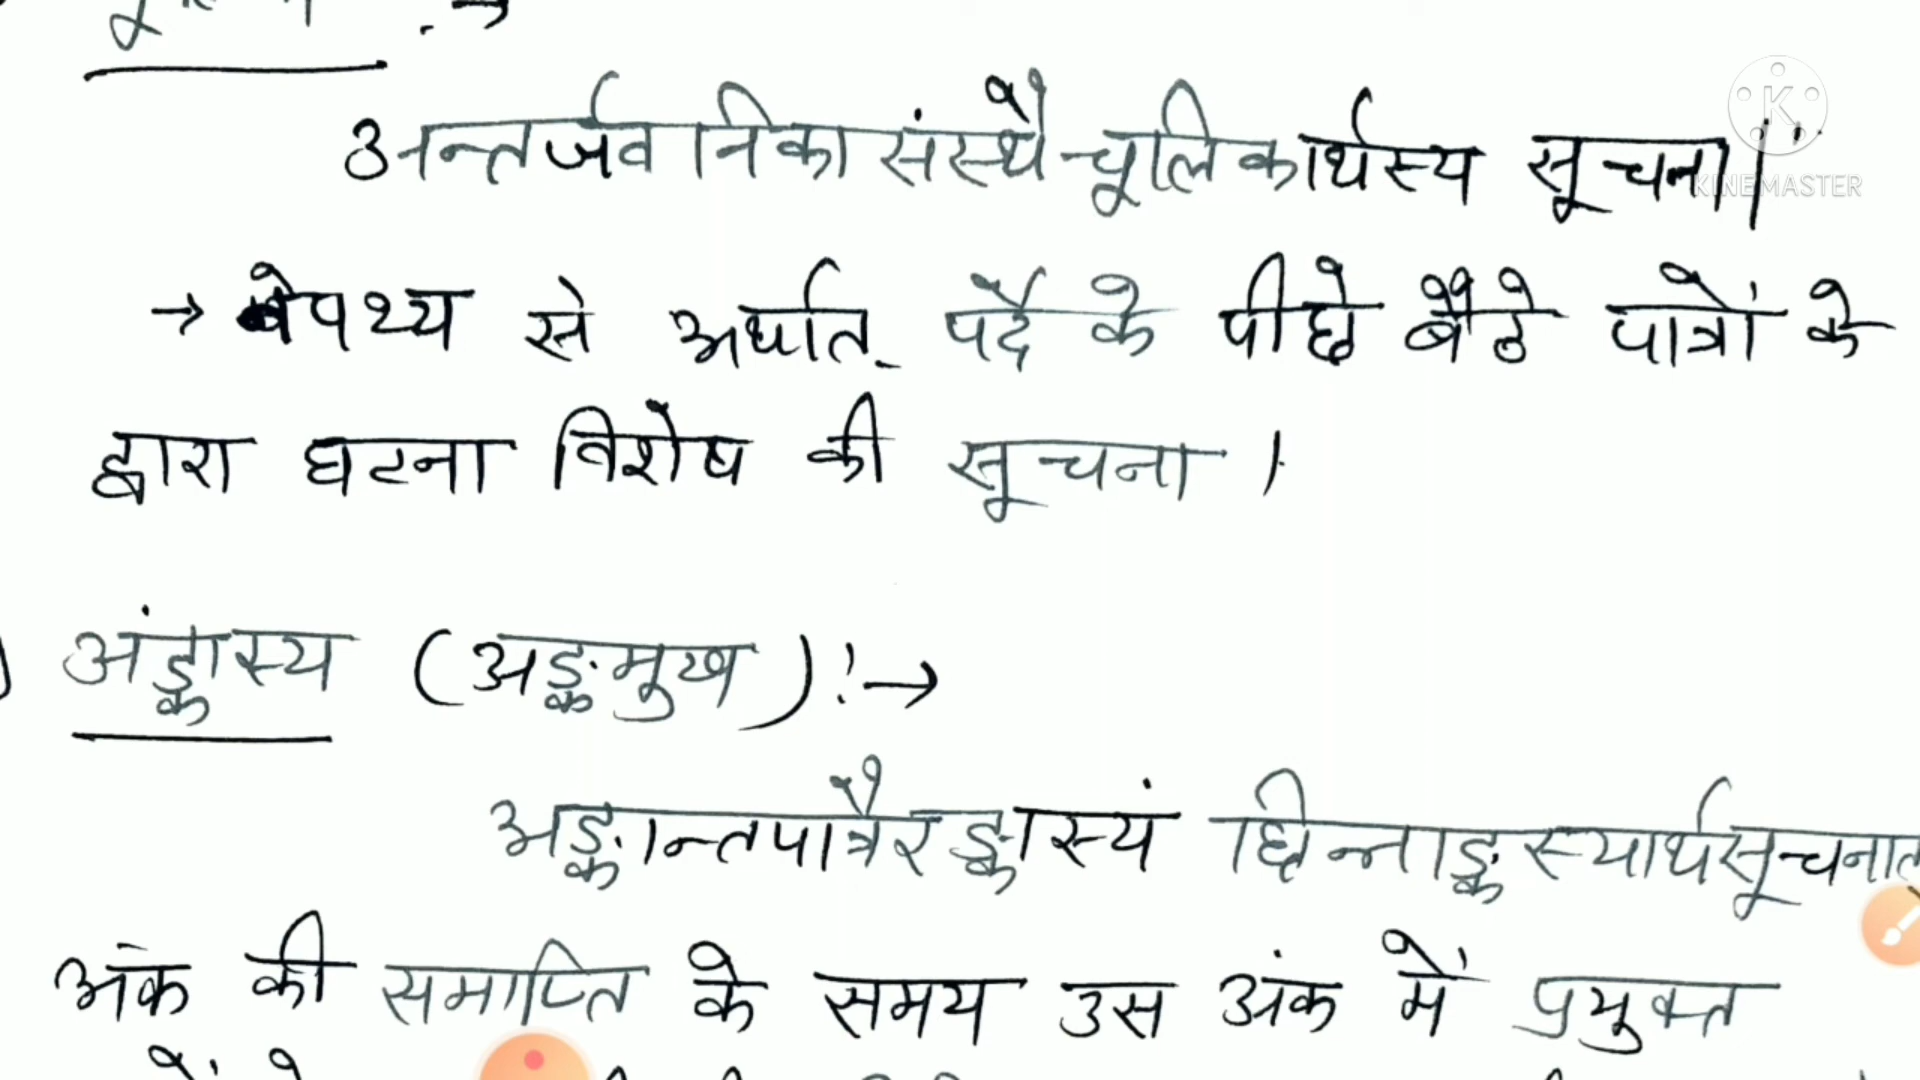 अन्तर्जवनिकासंस्थैश्चूलिकार्थस्य सूचना।
KINEMASTER
→ नेपथ्य से अर्थात् पर्दे के पीछे बैठे पात्रों के
द्वारा घटना विशेष की सूचना ।
अंङ्कास्य (अङ्कमुख) :→
अङ्कान्तपात्रैरङ्कास्यं छिन्नाङ्कस्यार्थसूचनात
अंक की समाप्ति के समय उस अंक में प्रयुक्त